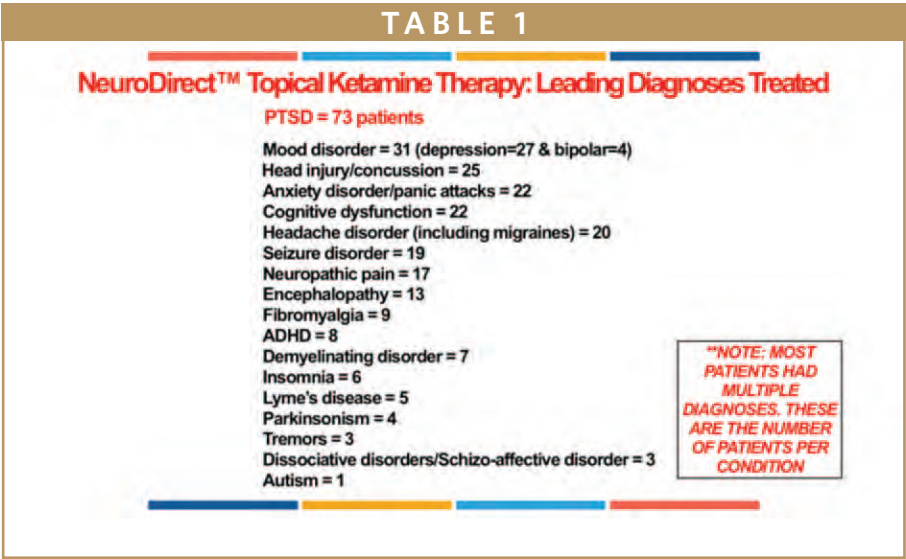 TABLE 1
NeuroDirect™ Topical Ketamine Therapy: Leading Diagnoses Treated
PTSD = 73 patients
Mood disorder = 31 (depression=27 & bipolar=4)
Head injury/concussion = 25
Anxiety disorder/panic attacks = 22
Cognitive dysfunction = 22
Headache disorder (including migraines) = 20
Seizure disorder = 19
Neuropathic pain = 17
Encephalopathy = 13
Fibromyalgia = 9
ADHD = 8
Demyelinating disorder = 7
Insomnia = 6
Lyme's disease = 5
Parkinsonism = 4
Tremors = 3
Dissociative disorders/Schizo-affective disorder = 3
Autism = 1
**NOTE: MOST
PATIENTS HAD
MULTIPLE
DIAGNOSES. THESE
ARE THE NUMBER
OF PATIENTS PER
CONDITION